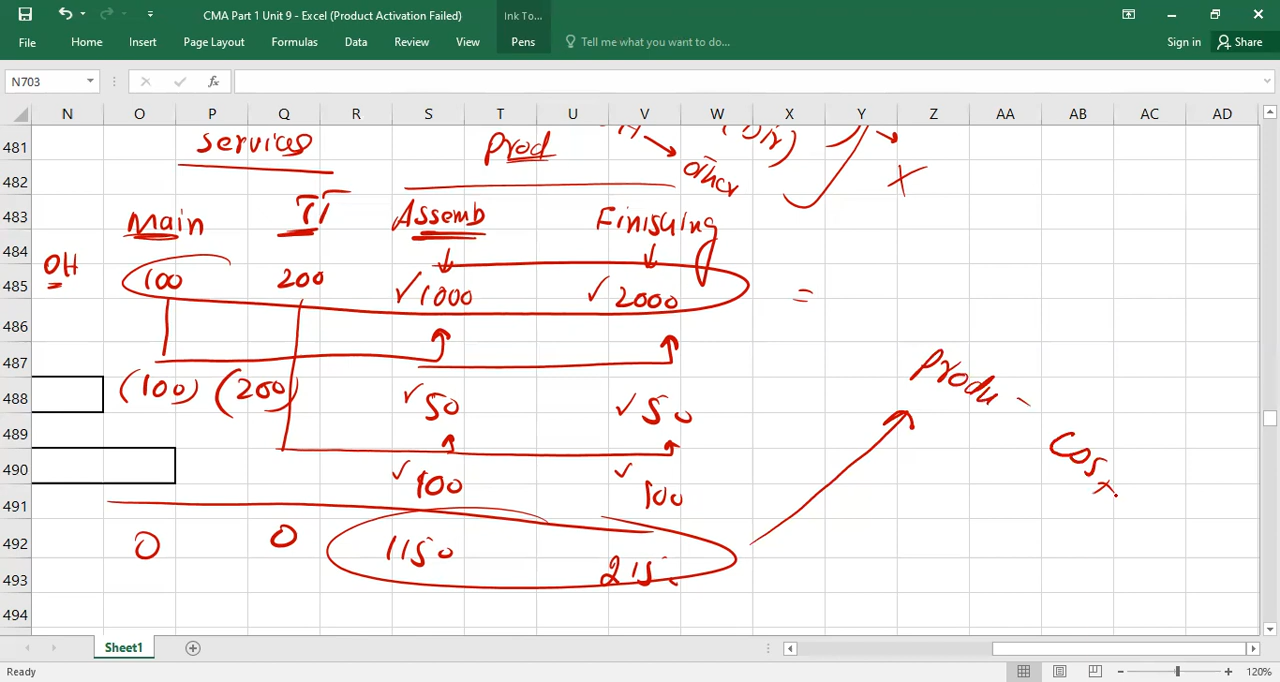 CMA Part 1 Unit 9 - Excel (Product Activation Failed)
Ink To...
File Home Insert Page Layout Formulas Data Review View Pens Tell me what you want to do... Sign in Share
N703
fx
N O P Q R S T U V W X Y Z AA AB AC AD
481
482
483
484
485
486
487
488
489
490
491
492
493
494
Services Prod other X
Main IT Assemb Finishing
OH 100 200 1000 2000 =
(100) (200) 50 50
100 100
0 0 1150 215
Produ -
Cos
Sheet1
Ready 120%